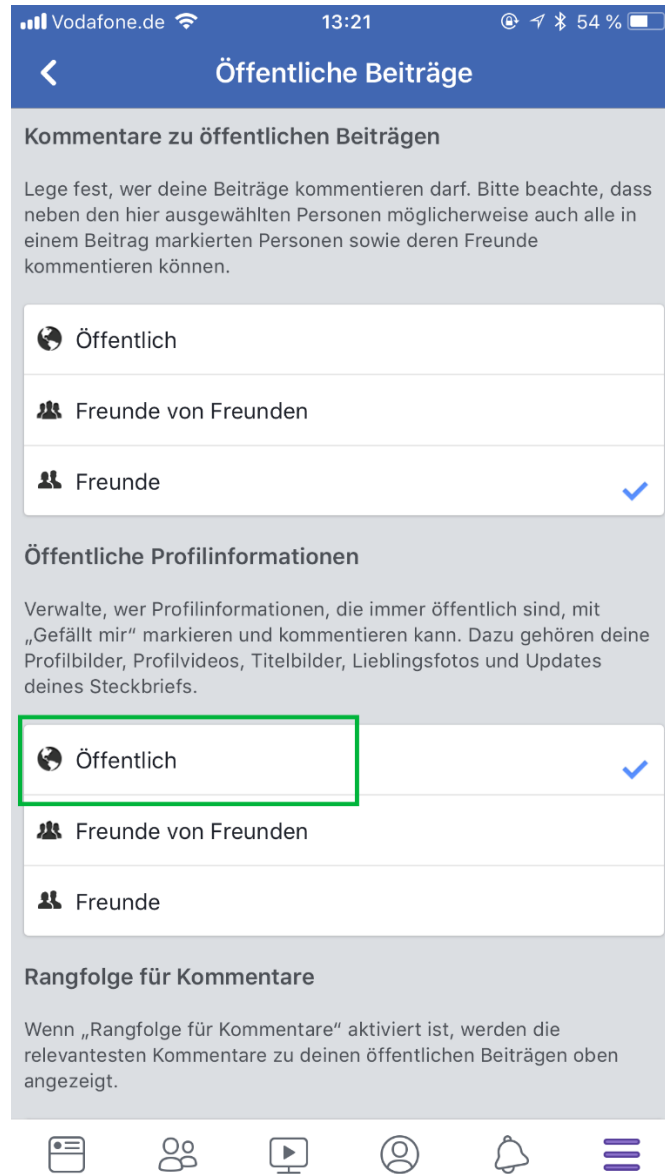 Vodafone.de
13:21
54 %
Öffentliche Beiträge
Kommentare zu öffentlichen Beiträgen
Lege fest, wer deine Beiträge kommentieren darf. Bitte beachte, dass
neben den hier ausgewählten Personen möglicherweise auch alle in
einem Beitrag markierten Personen sowie deren Freunde
kommentieren können.
Öffentlich
Freunde von Freunden
Freunde
Öffentliche Profilinformationen
Verwalte, wer Profilinformationen, die immer öffentlich sind, mit
„Gefällt mir“ markieren und kommentieren kann. Dazu gehören deine
Profilbilder, Profilvideos, Titelbilder, Lieblingsfotos und Updates
deines Steckbriefs.
Öffentlich
Freunde von Freunden
Freunde
Rangfolge für Kommentare
Wenn „Rangfolge für Kommentare“ aktiviert ist, werden die
relevantesten Kommentare zu deinen öffentlichen Beiträgen oben
angezeigt.